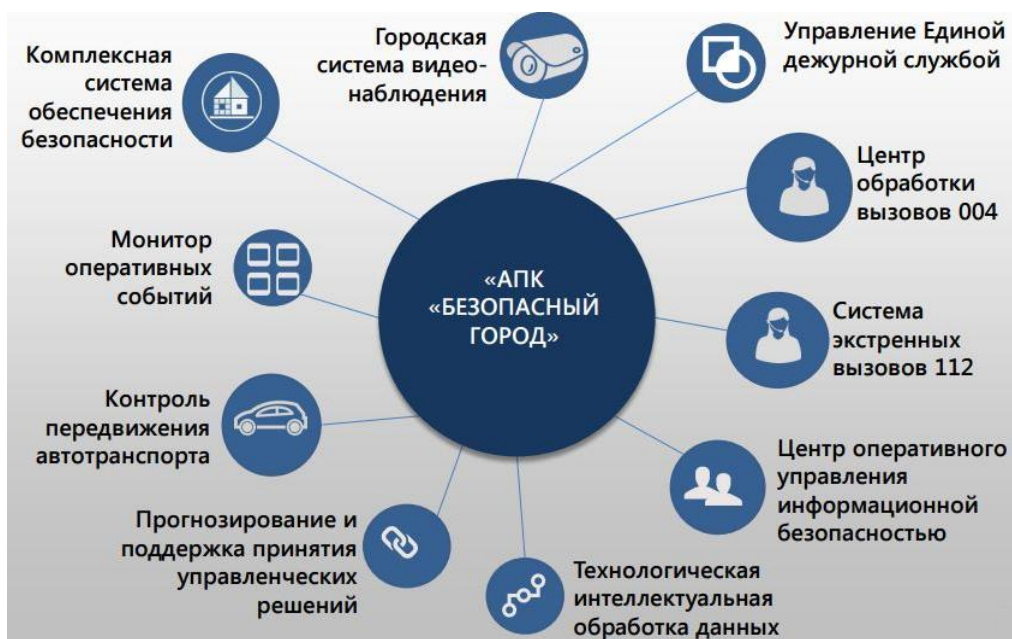 Комплексная
система
обеспечения
безопасности
Городская
система видео-
наблюдения
Управление Единой
дежурной службой
Центр
обработки
вызовов 004
Монитор
оперативных
событий
«АПК
«БЕЗОПАСНЫЙ
ГОРОД»
Система
экстренных
вызовов 112
Контроль
передвижения
автотранспорта
Центр оперативного
управления
информационной
безопасностью
Прогнозирование и
поддержка принятия
управленческих
решений
Технологическая
интеллектуальная
обработка данных